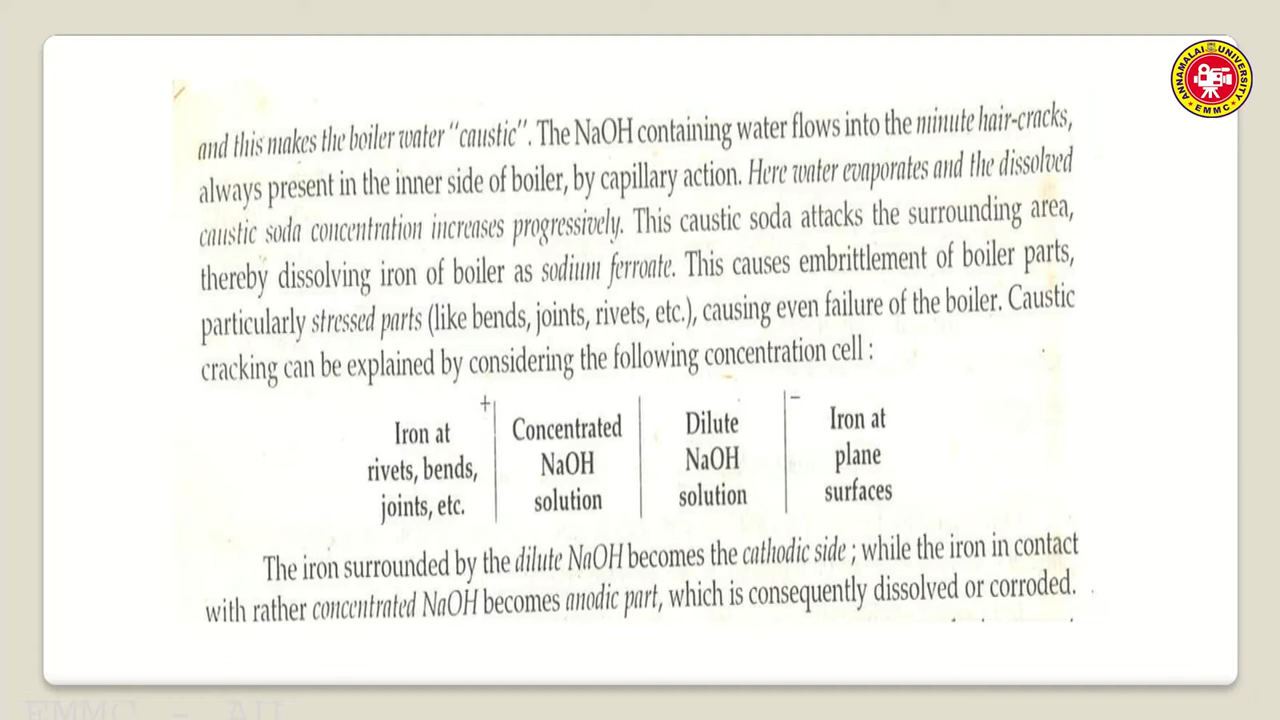 ANNAMALAI UNIVERSITY
EMMC
and this makes the boiler water "caustic". The NaOH containing water flows into the minute hair-cracks,
always present in the inner side of boiler, by capillary action. Here water evaporates and the dissolved
caustic soda concentration increases progressively. This caustic soda attacks the surrounding area,
thereby dissolving iron of boiler as sodium ferroate. This causes embrittlement of boiler parts,
particularly stressed parts (like bends, joints, rivets, etc.), causing even failure of the boiler. Caustic
cracking can be explained by considering the following concentration cell :
+
Iron at
rivets, bends,
joints, etc.
Concentrated
NaOH
solution
Dilute
NaOH
solution
–
Iron at
plane
surfaces
The iron surrounded by the dilute NaOH becomes the cathodic side ; while the iron in contact
with rather concentrated NaOH becomes anodic part, which is consequently dissolved or corroded.
EMMC - AU